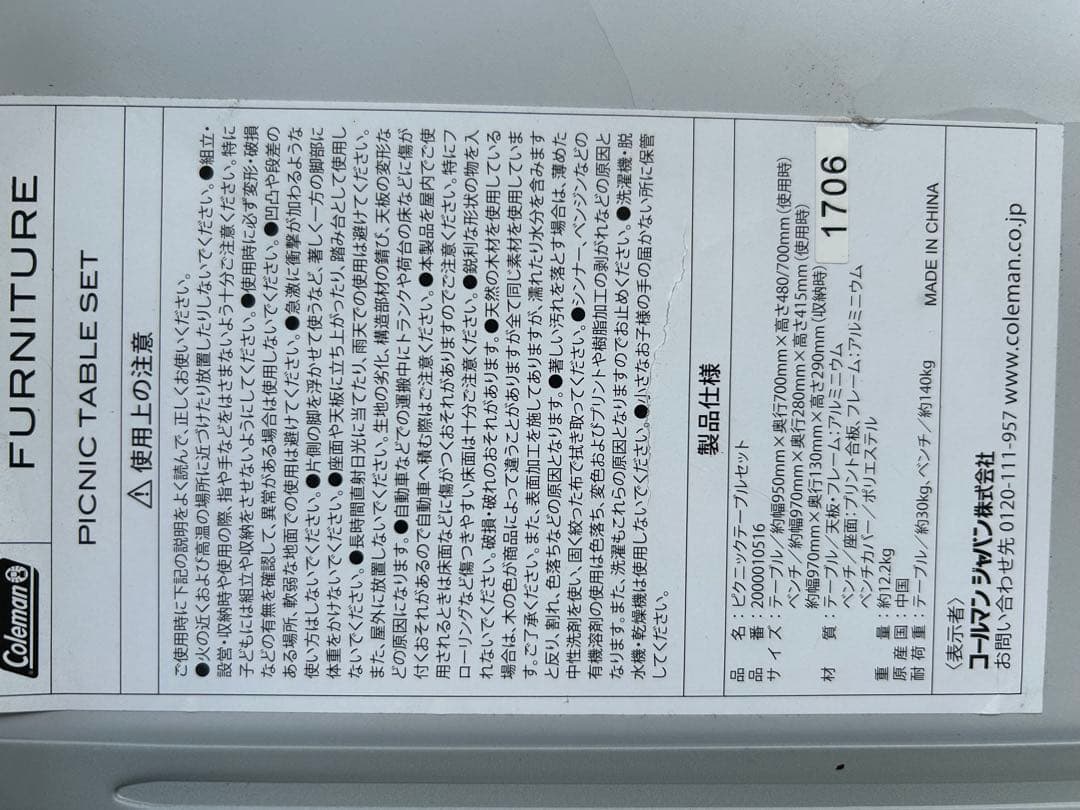 Coleman
FURNITURE
PICNIC TABLE SET
⚠ 使用上の注意
ご使用時に下記の説明をよく読んで、正しくお使いください。
●火の近くおよび高温の場所に近づけたり放置したりしないでください。●組立・
設営・収納時や使用の際、指や手などをはさまないよう十分ご注意ください。特に
子どもには組立や収納をさせないようにしてください。●使用時に必ず変形・破損
などの有無を確認して、異常がある場合は使用しないでください。●凹凸や段差の
ある場所、軟弱な地面での使用は避けてください。●急激に衝撃が加わるような
使い方はしないでください。●片側の脚を浮かせて使うなど、著しく一方の脚部に
体重をかけないでください。●座面や天板に立ち上がったり、踏み台として使用し
ないでください。●長時間直射日光に当てたり、雨天での使用は避けてください。
また、屋外に放置しないでください。生地の劣化、構造部材の錆び、天板の変形な
どの原因になります。●自動車などでの運搬中にトランクや荷台の床などに傷が
付くおそれがあるので自動車へ積む際はご注意ください。●本製品を屋内でご使
用されるときは床面などに傷がつくおそれがありますのでご注意ください。特にフ
ローリングなど傷つきやすい床面は十分ご注意ください。●鋭利な形状の物を入
れないでください。破損・破れのおそれがあります。●天然の木材を使用している
場合は、木の色が商品によって違うことがありますが全て同じ素材を使用していま
す。ご了承ください。また、表面加工を施してありますが、濡れたり水分を含みます
と反り、割れ、色落ちなどの原因となります。●著しい汚れを落とす場合は、薄めた
中性洗剤を使い、固く絞った布で拭き取ってください。●シンナー、ベンジンなどの
有機溶剤の使用は色落ち、変色およびプリントや樹脂加工の剥がれなどの原因と
なります。また、洗濯もこれらの原因となりますのでお止めください。●洗濯機・脱
水機・乾燥機は使用しないでください。●小さなお子様の手の届かない所に保管
してください。
製品仕様
品名：ピクニックテーブルセット
品番：2000010516
サイズ：テーブル／約幅950mm×奥行700mm×高さ480/700mm(使用時)
ベンチ／約幅970mm×奥行280mm×高さ415mm(使用時)
約幅970mm×奥行130mm×高さ290mm(収納時)
1706
材質：テーブル／天板・フレーム：アルミニウム
ベンチ／座面：プリント合板、フレーム：アルミニウム
ベンチカバー／ポリエステル
重量：約12.2kg
原産国：中国
耐荷重：テーブル／約30kg、ベンチ／約140kg
MADE IN CHINA
〈表示者〉
コールマン ジャパン株式会社
お問い合わせ先 0120-111-957 www.coleman.co.jp